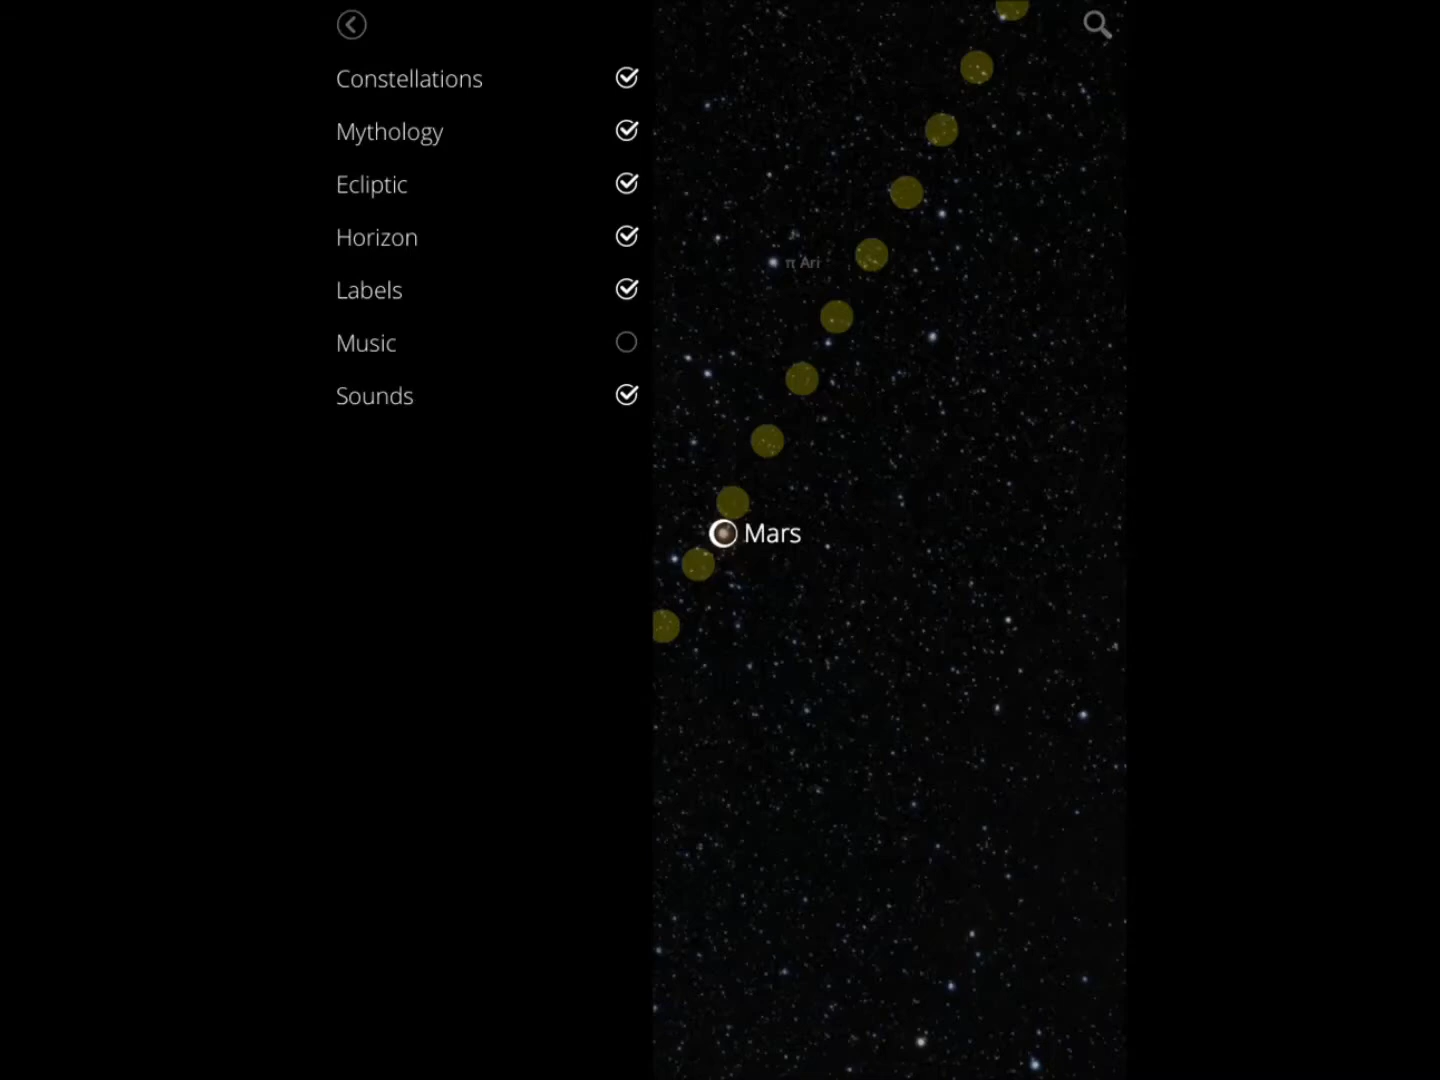 Constellations
Mythology
Ecliptic
Horizon
Labels
Music
Sounds
π Ari
Mars